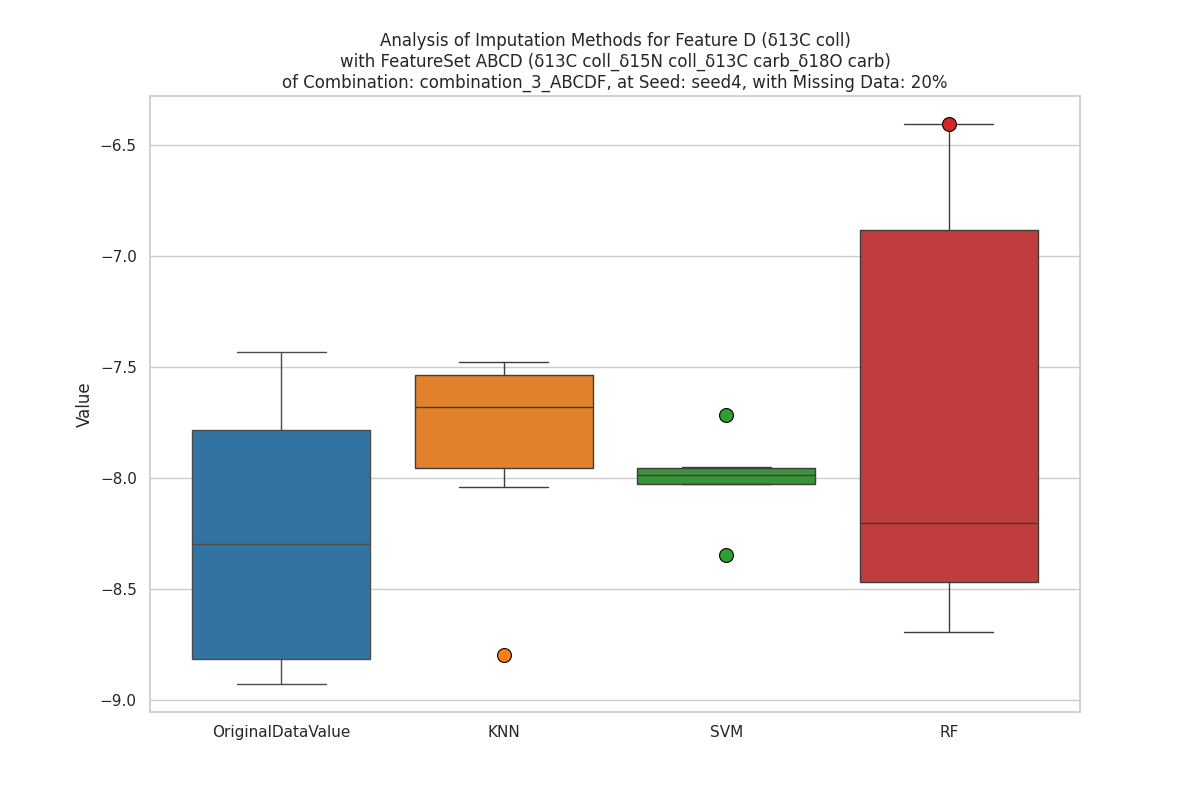 Analysis of Imputation Methods for Feature D (δ13C coll)
with FeatureSet ABCD (δ13C coll_δ15N coll_δ13C carb_δ18O carb)
of Combination: combination_3_ABCDF, at Seed: seed4, with Missing Data: 20%
−6.5
−7.0
−7.5
−8.0
−8.5
−9.0
Value
OriginalDataValue
KNN
SVM
RF